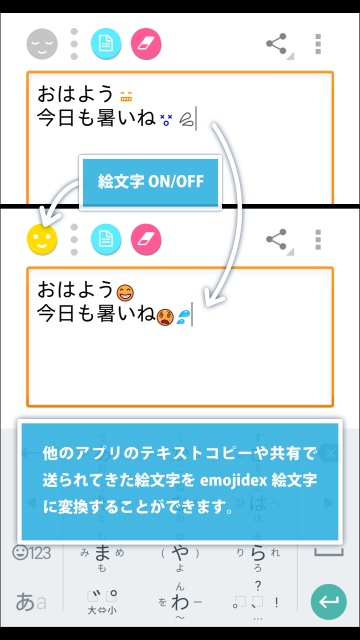 おはよう
今日も暑いね
絵文字 ON/OFF
おはよう😁
今日も暑いね😫💦
他のアプリのテキストコピーや共有で
送られてきた絵文字を emojidex 絵文字
に変換することができます。
は
123 み ま め ( や ) り ら れ
も よ ろ
あa ゛゜ 大⇔小 を わ ー 。 、 ? ! …
ん
〜